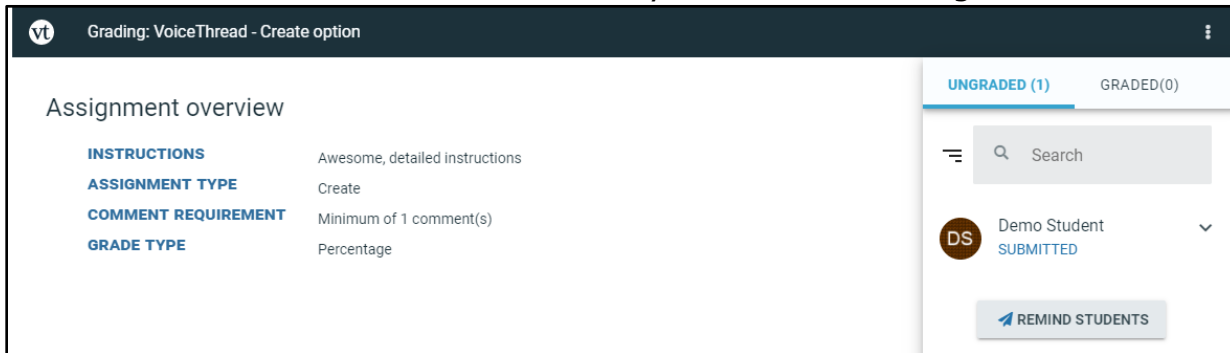 vt Grading: VoiceThread - Create option
Assignment overview
INSTRUCTIONS Awesome, detailed instructions
ASSIGNMENT TYPE Create
COMMENT REQUIREMENT Minimum of 1 comment(s)
GRADE TYPE Percentage
UNGRADED (1) GRADED(0)
Search
DS Demo Student
SUBMITTED
REMIND STUDENTS